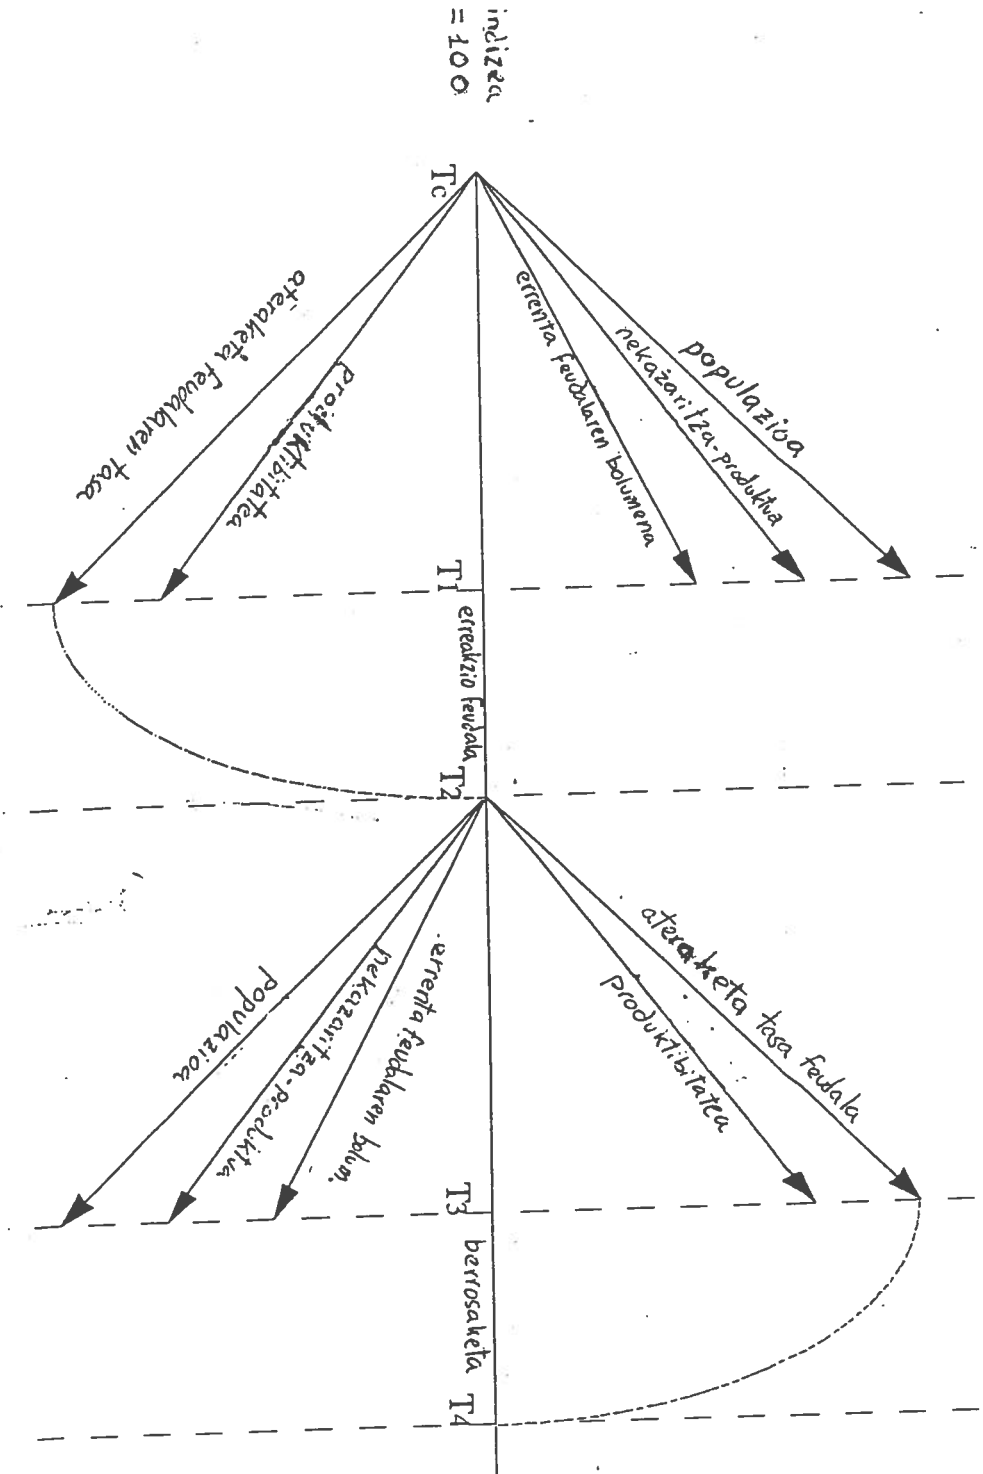 indizea
= 100
populazioa
nekazaritza-produktua
errenta feudalaren bolumena
Tc
produktibitatea
ateraketa feudalaren tasa
T1
erreakzio feudala
T2
ateraketa tasa feudala
produktibitatea
errenta feudalaren bolum.
nekazaritza-produktua
populazioa
T3
berrosaketa
T4